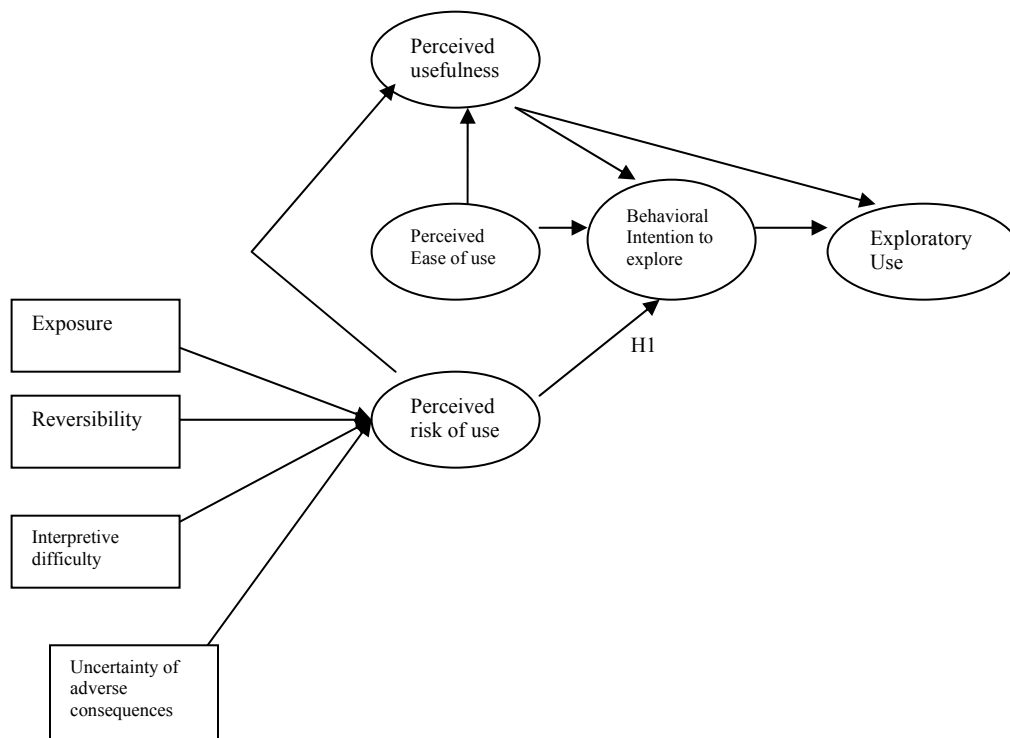 Perceived
usefulness
Perceived
Ease of use
Behavioral
Intention to
explore
Exploratory
Use
Exposure
H1
Reversibility
Perceived
risk of use
Interpretive
difficulty
Uncertainty of
adverse
consequences